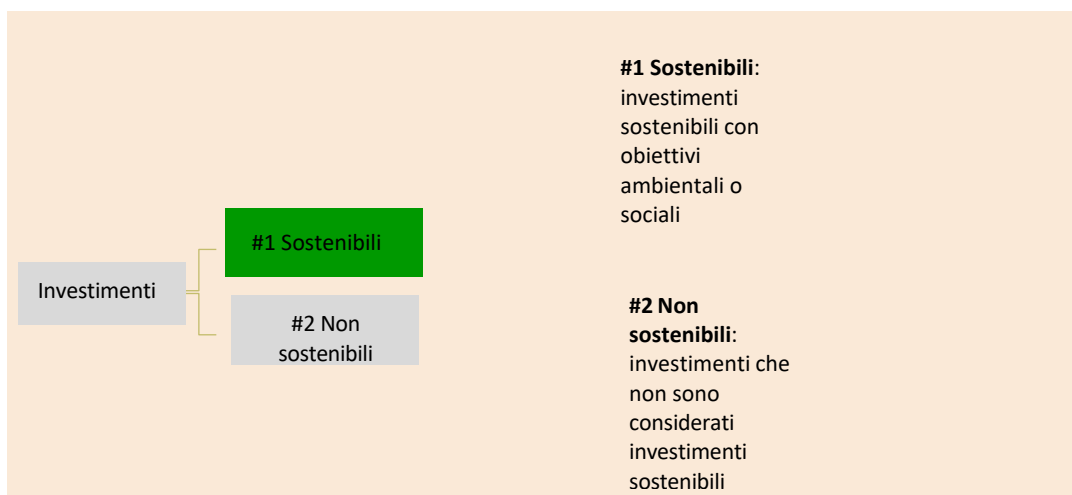 #1 Sostenibili:
investimenti
sostenibili con
obiettivi
ambientali o
sociali
#1 Sostenibili
Investimenti
#2 Non
sostenibili
#2 Non
sostenibili:
investimenti che
non sono
considerati
investimenti
sostenibili